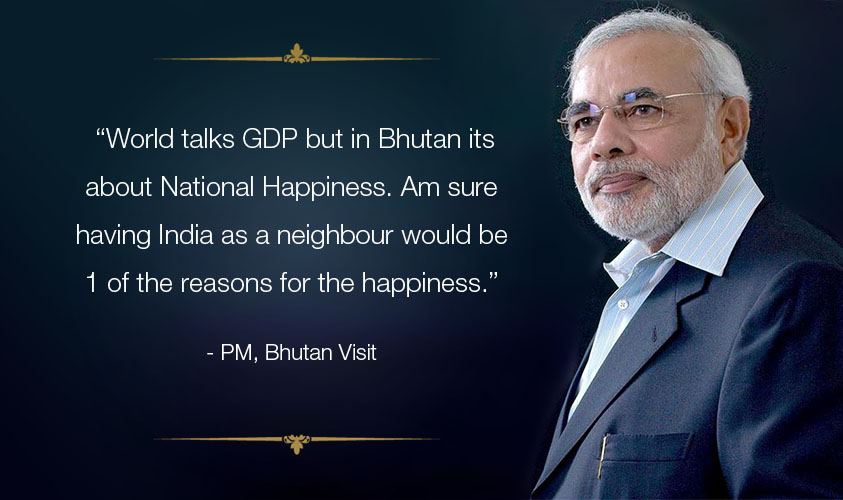 “World talks GDP but in Bhutan its
about National Happiness. Am sure
having India as a neighbour would be
1 of the reasons for the happiness.”
- PM, Bhutan Visit